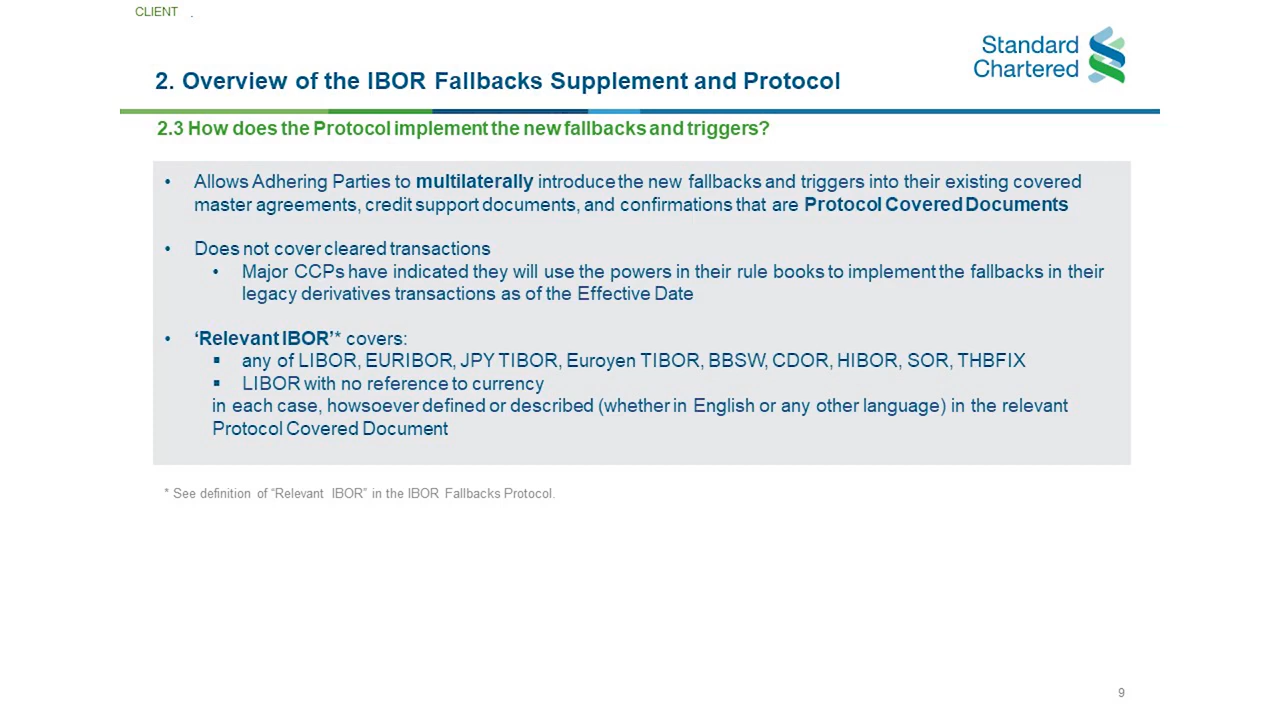 CLIENT .
Standard
Chartered
2. Overview of the IBOR Fallbacks Supplement and Protocol
2.3 How does the Protocol implement the new fallbacks and triggers?
• Allows Adhering Parties to multilaterally introduce the new fallbacks and triggers into their existing covered
master agreements, credit support documents, and confirmations that are Protocol Covered Documents
• Does not cover cleared transactions
• Major CCPs have indicated they will use the powers in their rule books to implement the fallbacks in their
legacy derivatives transactions as of the Effective Date
• ‘Relevant IBOR’* covers:
▪ any of LIBOR, EURIBOR, JPY TIBOR, Euroyen TIBOR, BBSW, CDOR, HIBOR, SOR, THBFIX
▪ LIBOR with no reference to currency
in each case, howsoever defined or described (whether in English or any other language) in the relevant
Protocol Covered Document
* See definition of “Relevant IBOR” in the IBOR Fallbacks Protocol.
9